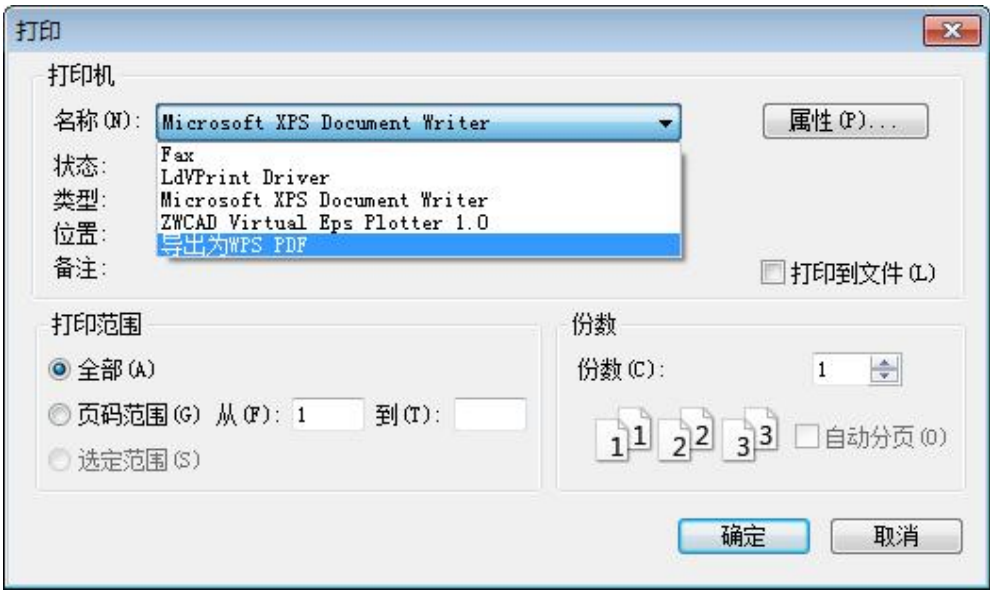 打印
打印机
名称(N): Microsoft XPS Document Writer 属性(P)...
Fax
状态:
LdVPrint Driver
类型: Microsoft XPS Document Writer
ZWCAD Virtual Eps Plotter 1.0
位置:
导出为WPS PDF
备注: 打印到文件(L)
打印范围
全部(A)
页码范围(G) 从(F): 1 到(T):
选定范围(S)
份数
份数(C): 1
1 1 2 2 3 3 自动分页(O)
确定 取消